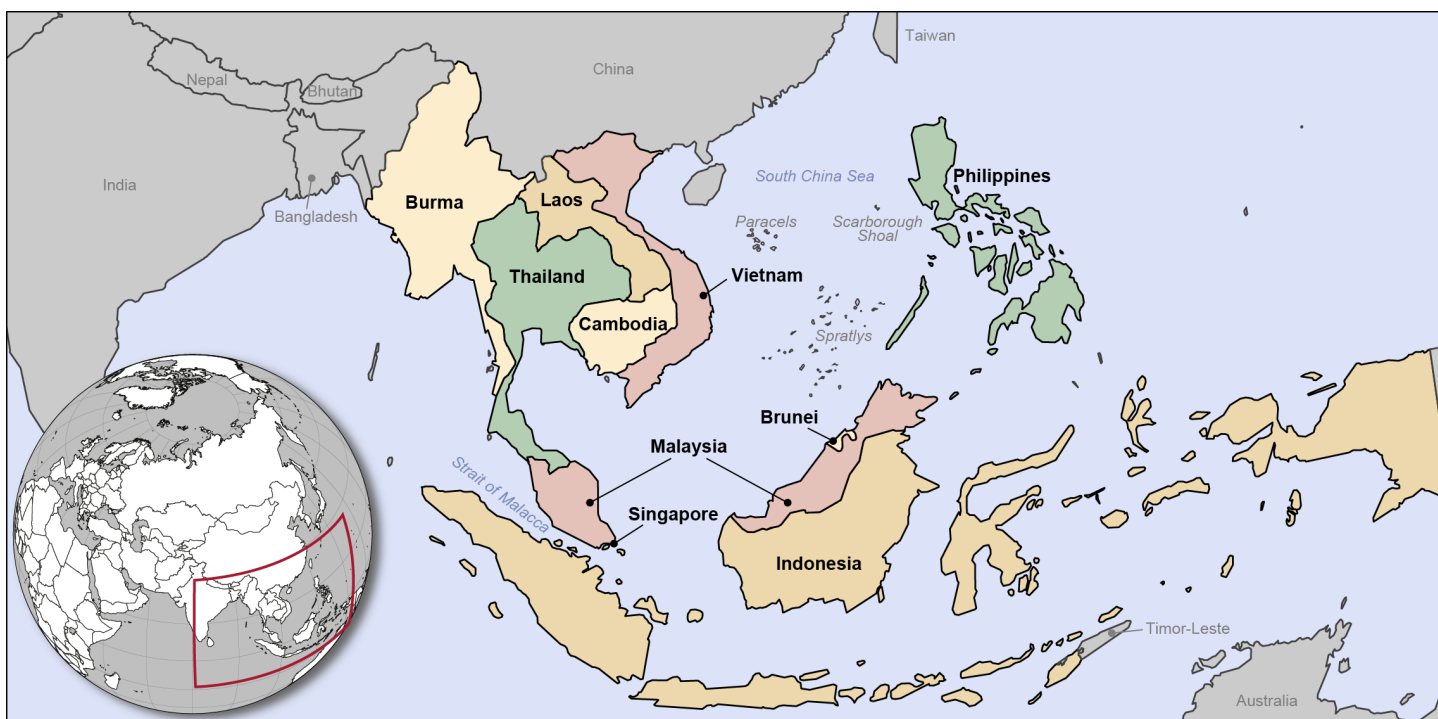 Taiwan
China
Nepal
Bhutan
India
Bangladesh
South China Sea
Philippines
Burma
Laos
Paracels
Scarborough
Shoal
Thailand
Vietnam
Cambodia
Spratlys
Brunei
Malaysia
Strait of Malacca
Singapore
Indonesia
Timor-Leste
Australia